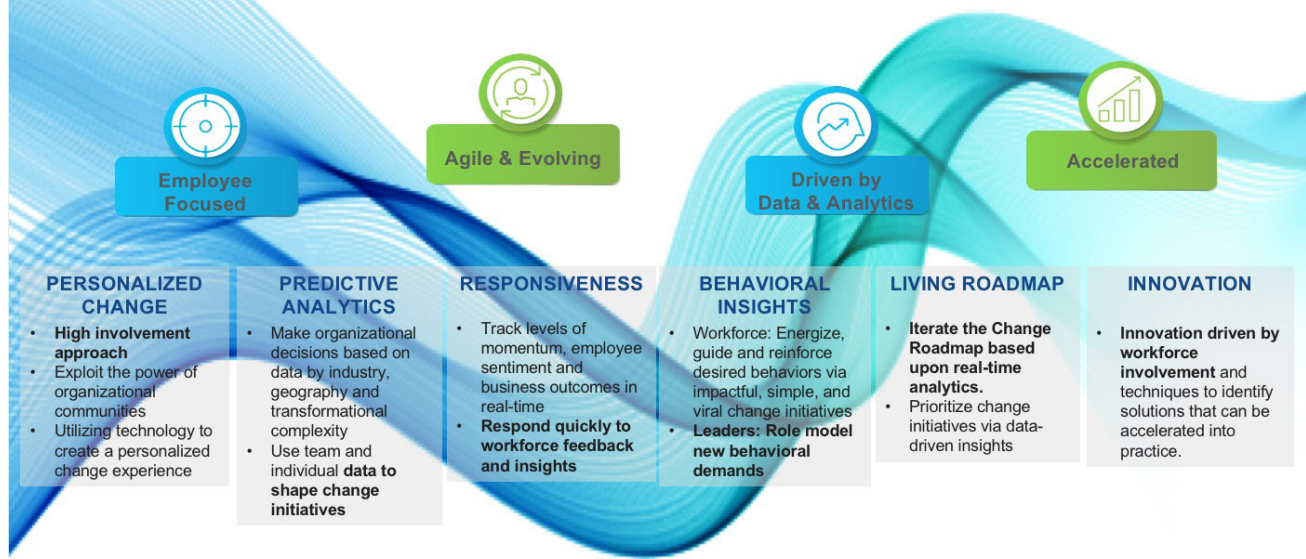 Employee
Focused
Agile & Evolving
Driven by
Data & Analytics
Accelerated
PERSONALIZED
CHANGE
• High involvement
approach
• Exploit the power of
organizational
communities
• Utilizing technology to
create a personalized
change experience
PREDICTIVE
ANALYTICS
• Make organizational
decisions based on
data by industry,
geography and
transformational
complexity
• Use team and
individual data to
shape change
initiatives
RESPONSIVENESS
• Track levels of
momentum, employee
sentiment and
business outcomes in
real-time
• Respond quickly to
workforce feedback
and insights
BEHAVIORAL
INSIGHTS
• Workforce: Energize,
guide and reinforce
desired behaviors via
impactful, simple, and
viral change initiatives
• Leaders: Role model
new behavioral
demands
LIVING ROADMAP
• Iterate the Change
Roadmap based
upon real-time
analytics.
• Prioritize change
initiatives via data-
driven insights
INNOVATION
• Innovation driven by
workforce
involvement and
techniques to identify
solutions that can be
accelerated into
practice.